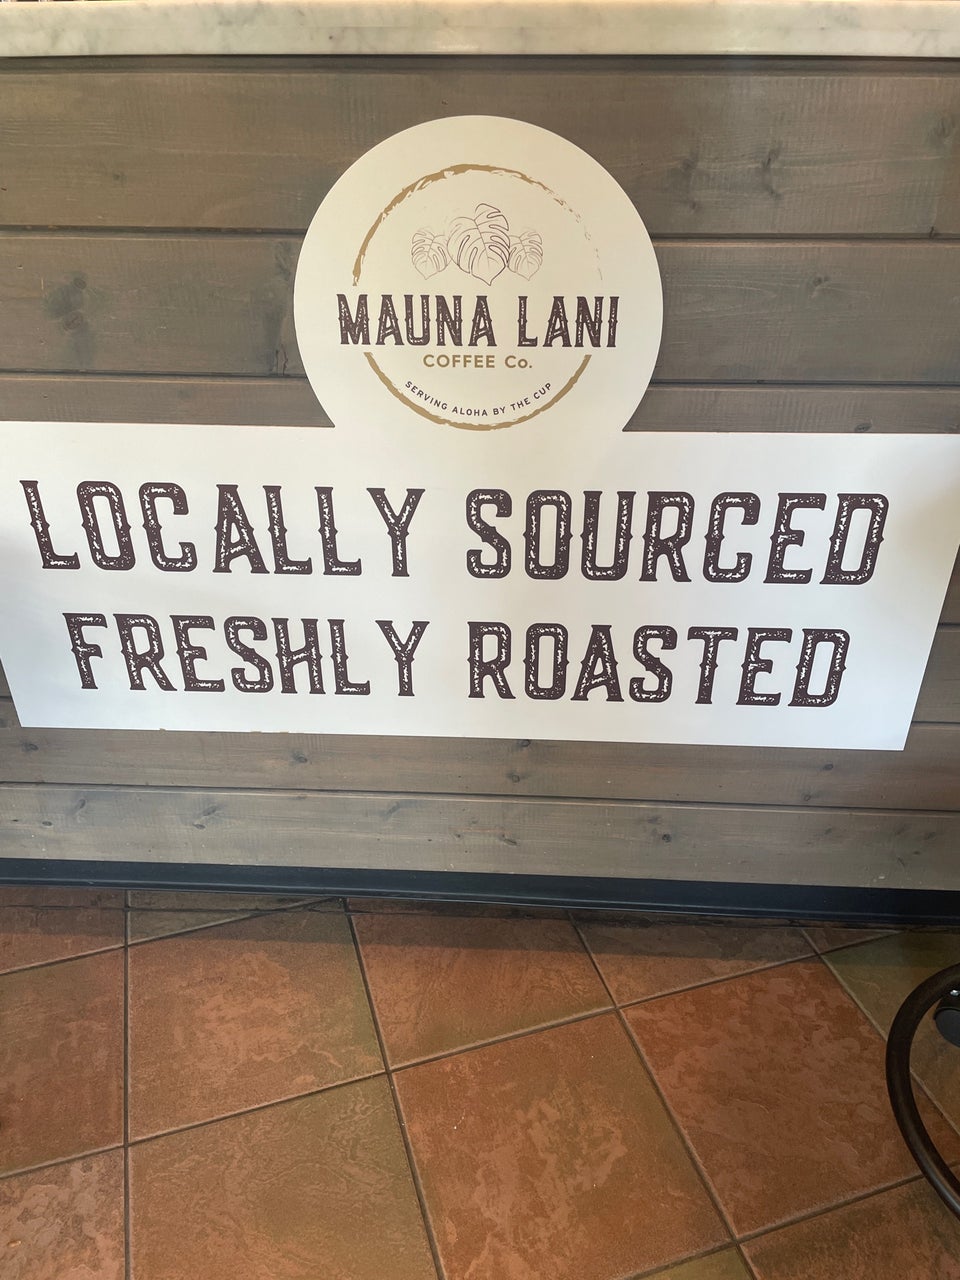 MAUNA LANI
COFFEE Co.
SERVING ALOHA BY THE CUP
LOCALLY SOURCED
FRESHLY ROASTED